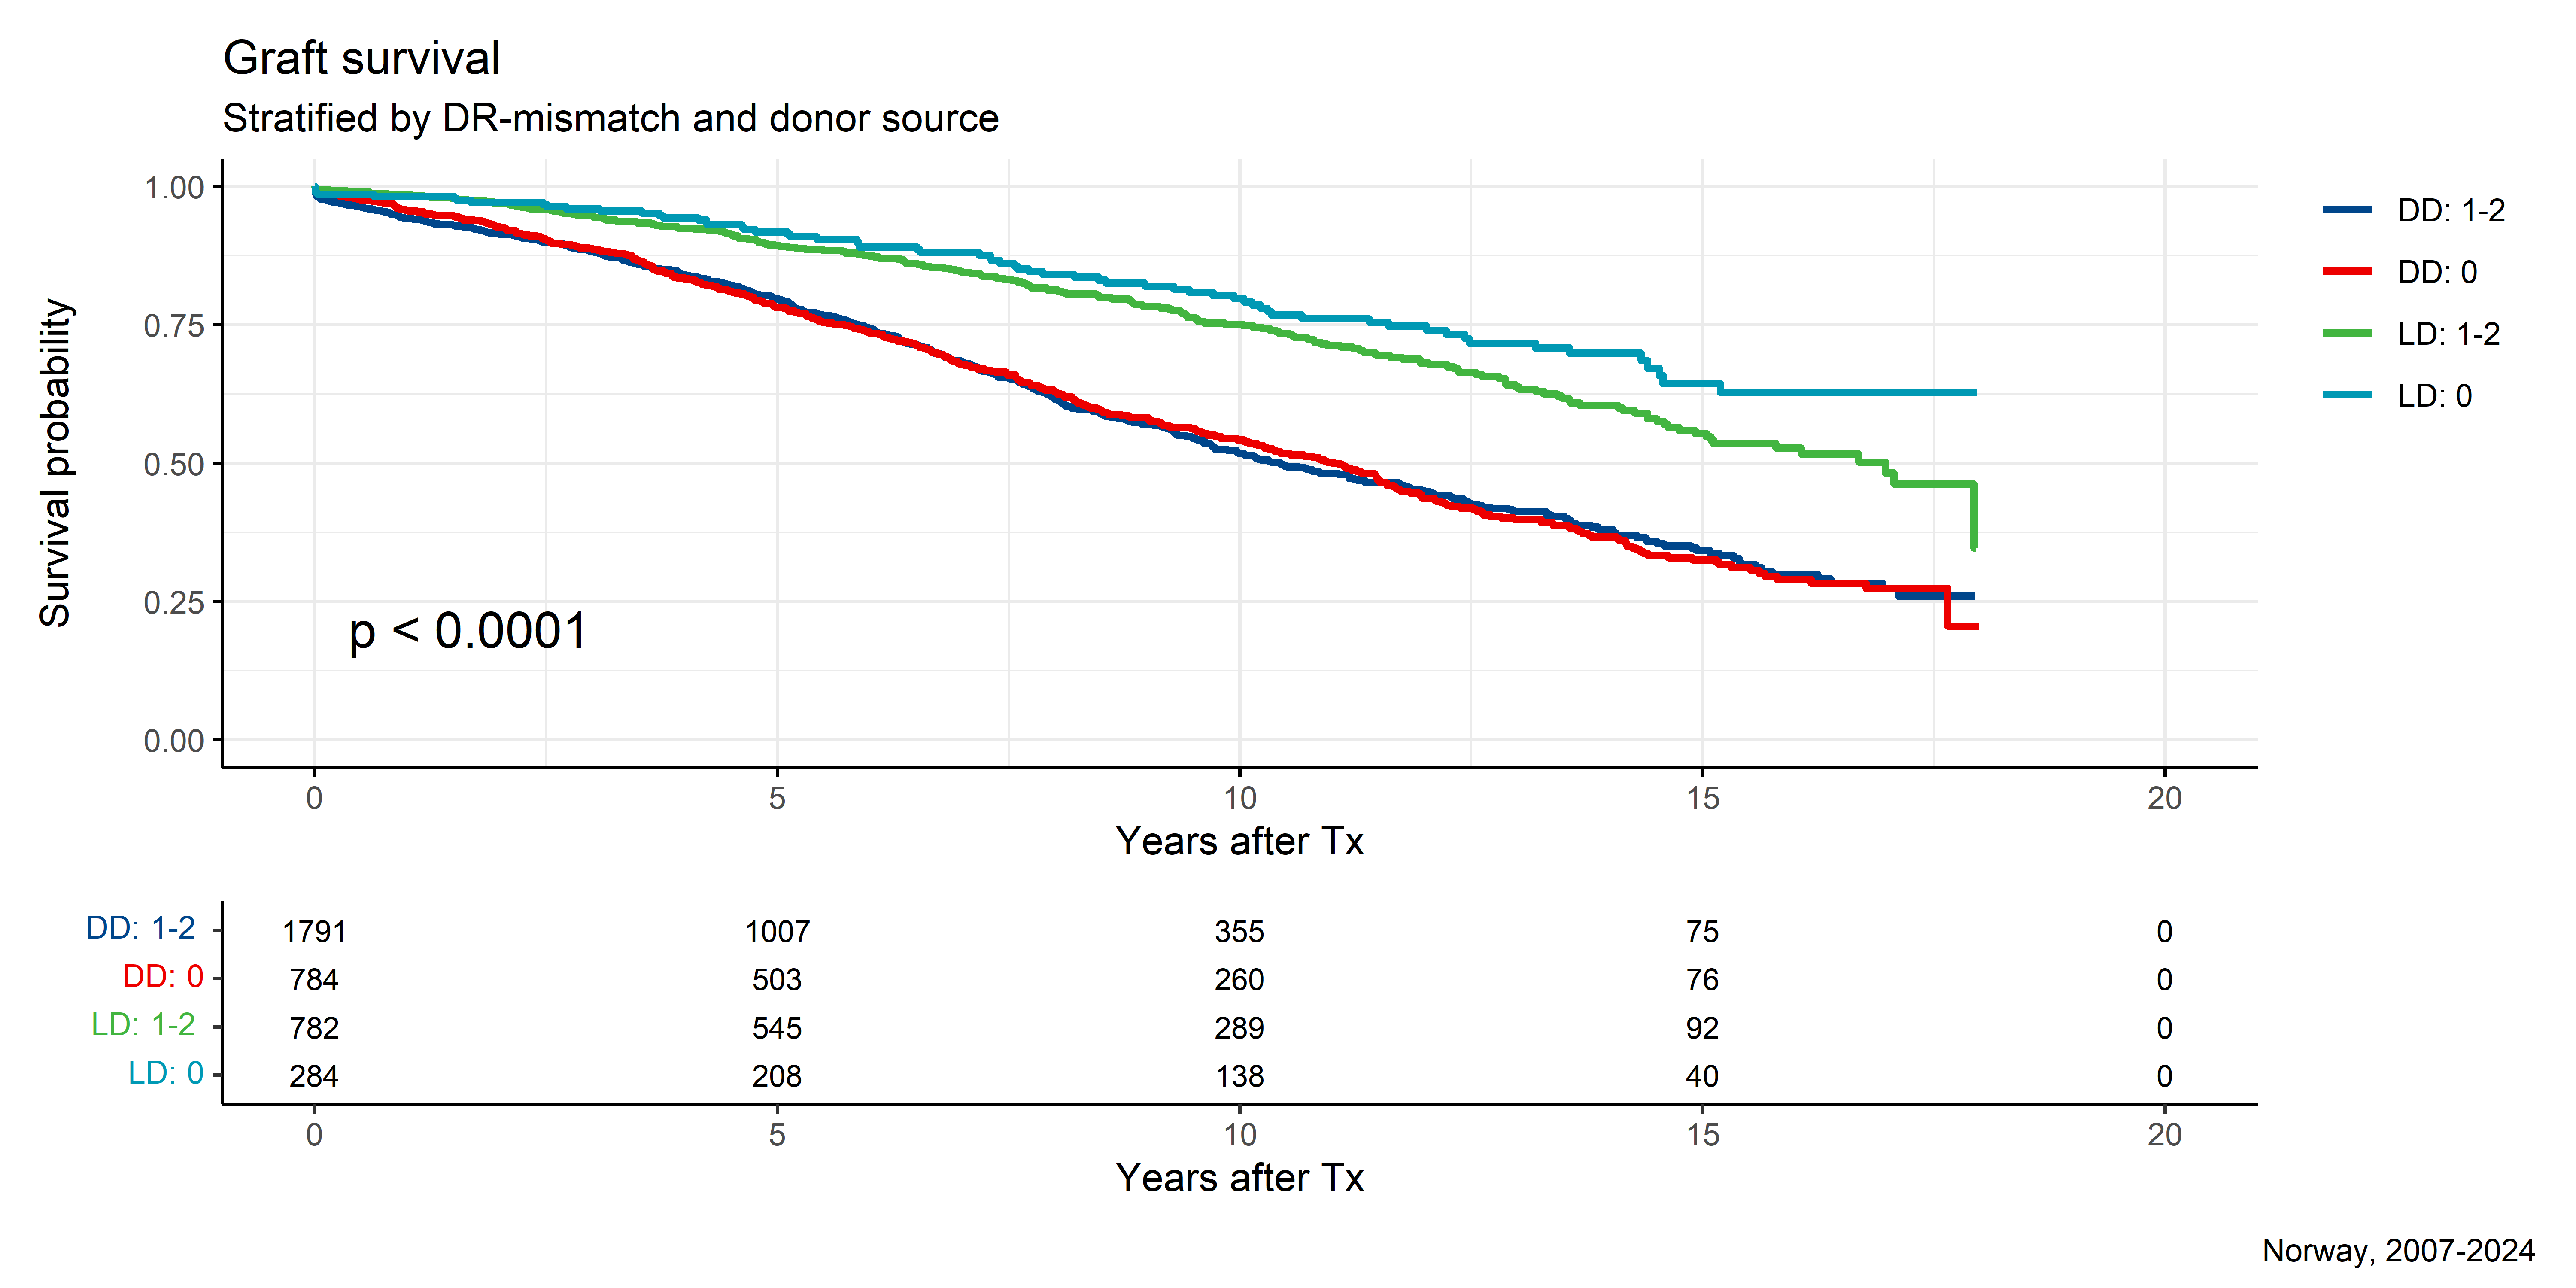 Graft survival
Stratified by DR-mismatch and donor source
Survival probability
1.00
0.75
0.50
0.25
0.00
p < 0.0001
0 5 10 15 20
Years after Tx
DD: 1-2
DD: 0
LD: 1-2
LD: 0
DD: 1-2 1791 1007 355 75 0
DD: 0 784 503 260 76 0
LD: 1-2 782 545 289 92 0
LD: 0 284 208 138 40 0
0 5 10 15 20
Years after Tx
Norway, 2007-2024